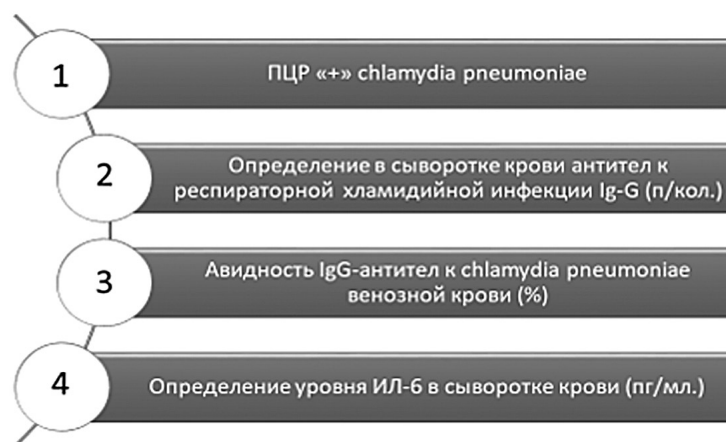 1
ПЦР «+» chlamydia pneumoniae
2
Определение в сыворотке крови антител к
респираторной хламидийной инфекции Ig-G (п/кол.)
3
Авидность IgG-антител к chlamydia pneumoniae
венозной крови (%)
4
Определение уровня ИЛ-6 в сыворотке крови (пг/мл.)